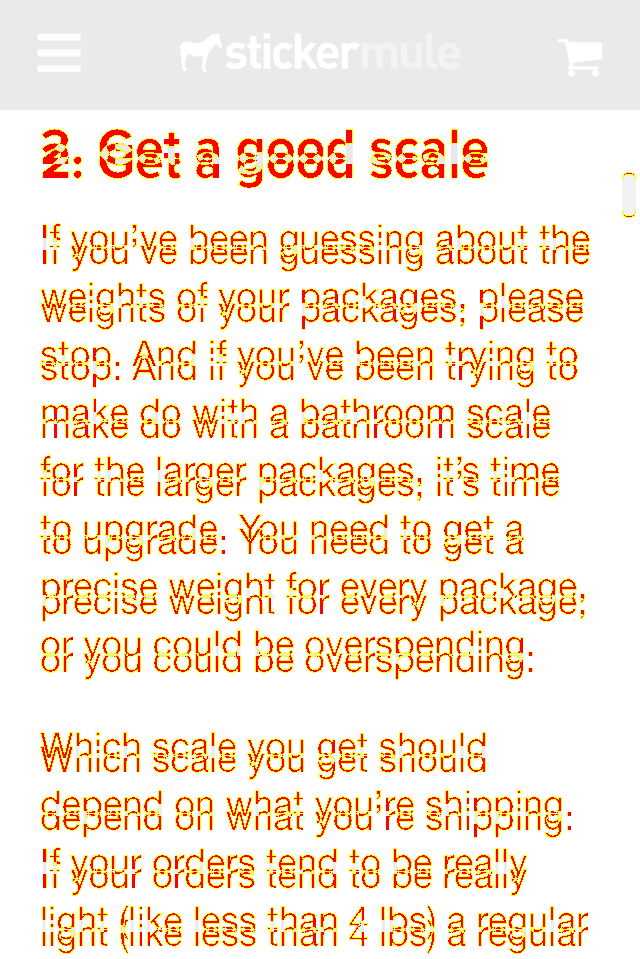 stickermule
2. Get a good scale
If you’ve been guessing about the
weights of your packages, please
stop. And if you’ve been trying to
make do with a bathroom scale
for the larger packages, it’s time
to upgrade. You need to get a
precise weight for every package,
or you could be overspending.
Which scale you get should
depend on what you’re shipping.
If your orders tend to be really
light (like less than 4 lbs) a regular